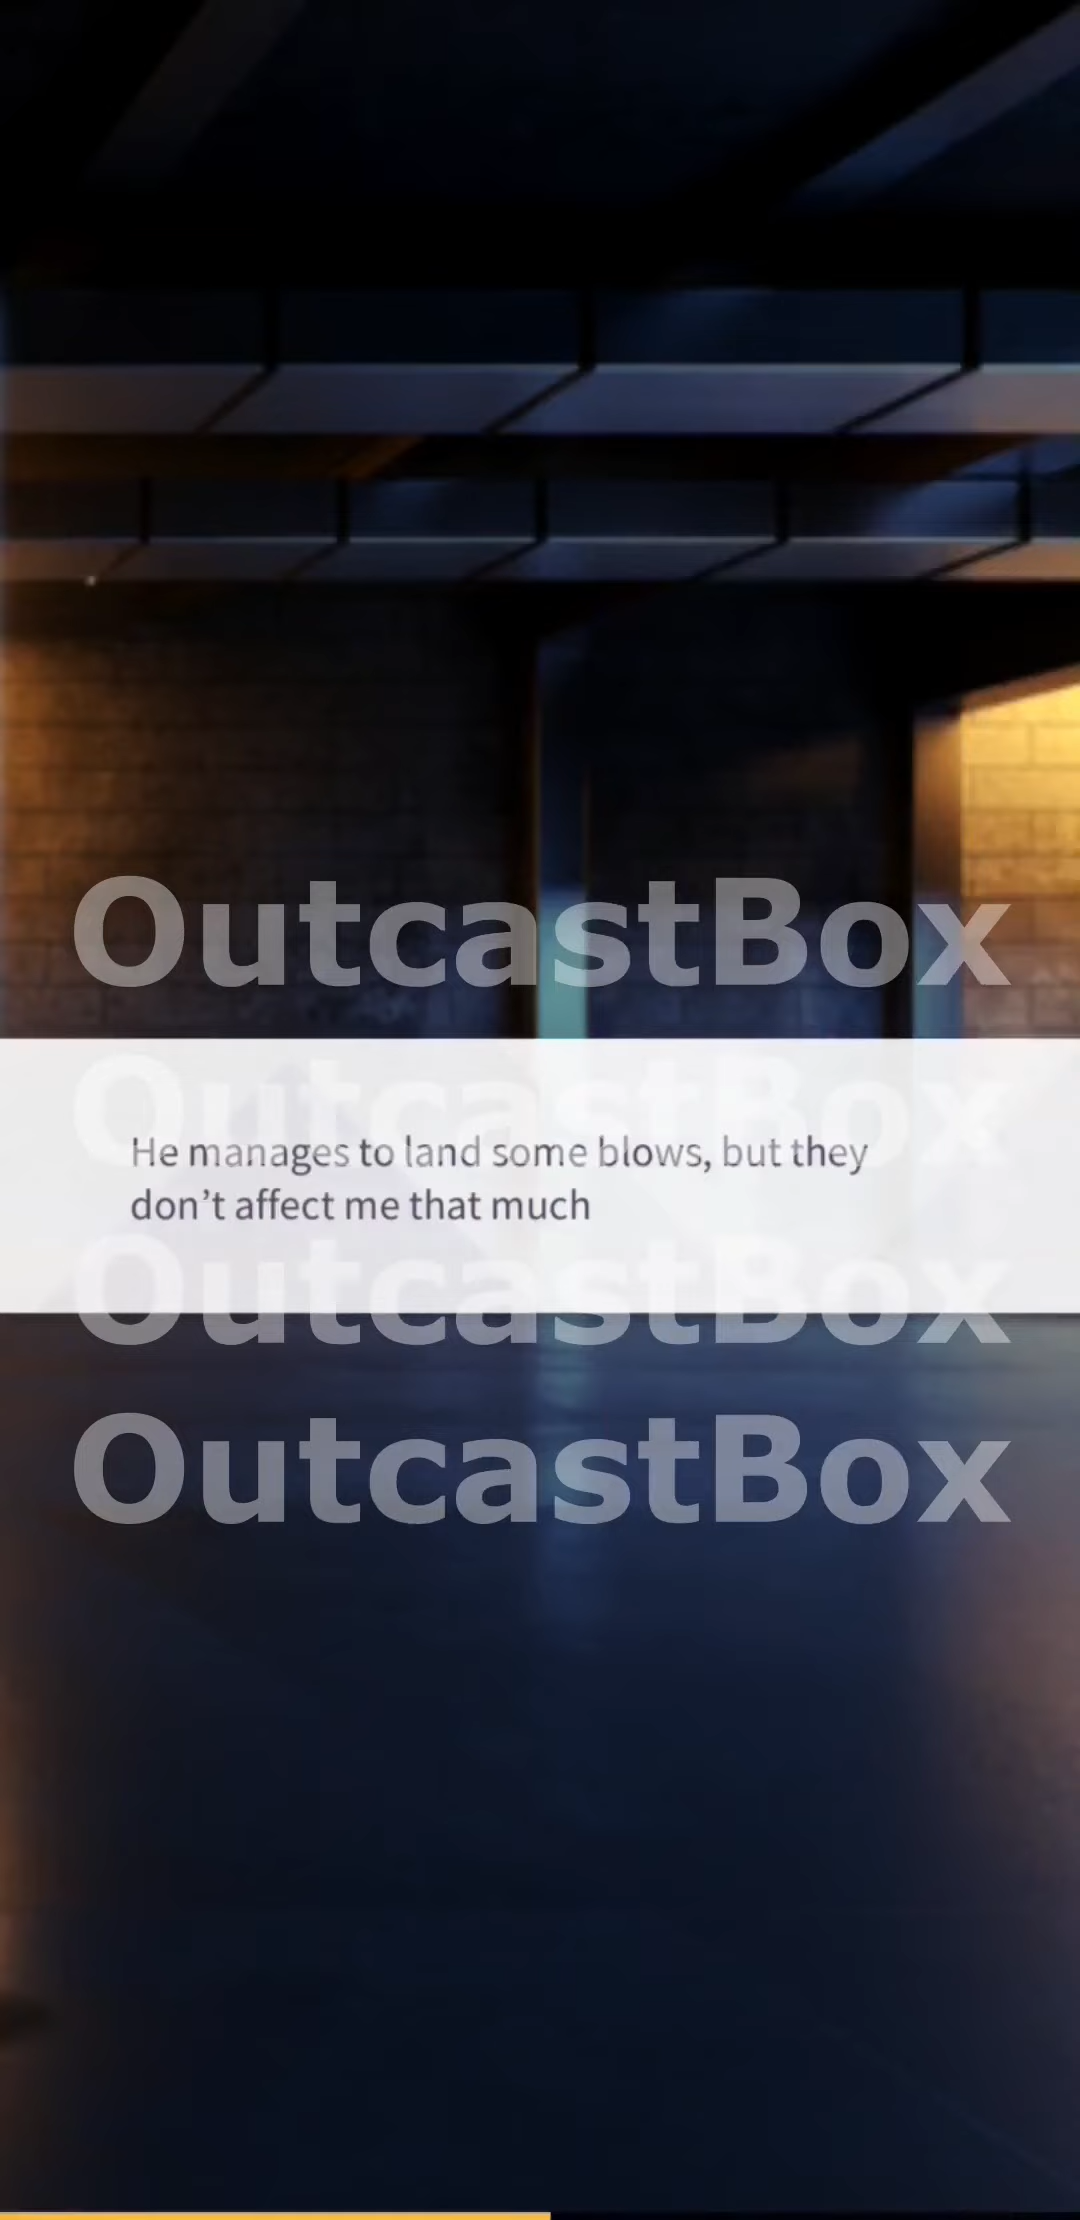 OutcastBox
OutcastBox
He manages to land some blows, but they
don’t affect me that much
OutcastBox
OutcastBox